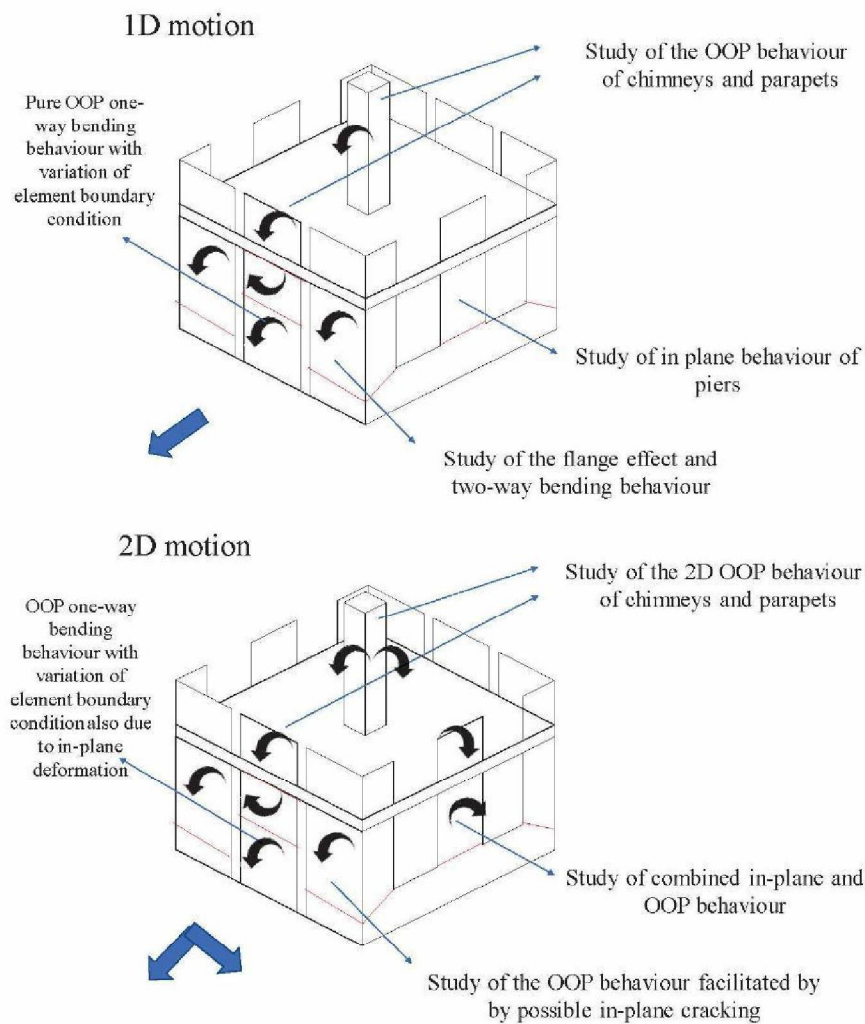 1D motion
Study of the OOP behaviour
of chimneys and parapets
Pure OOP one-
way bending
behaviour with
variation of
element boundary
condition
Study of in plane behaviour of
piers
Study of the flange effect and
two-way bending behaviour
2D motion
Study of the 2D OOP behaviour
of chimneys and parapets
OOP one-way
bending
behaviour with
variation of
element boundary
condition also due
to in-plane
deformation
Study of combined in-plane and
OOP behaviour
Study of the OOP behaviour facilitated by
by possible in-plane cracking